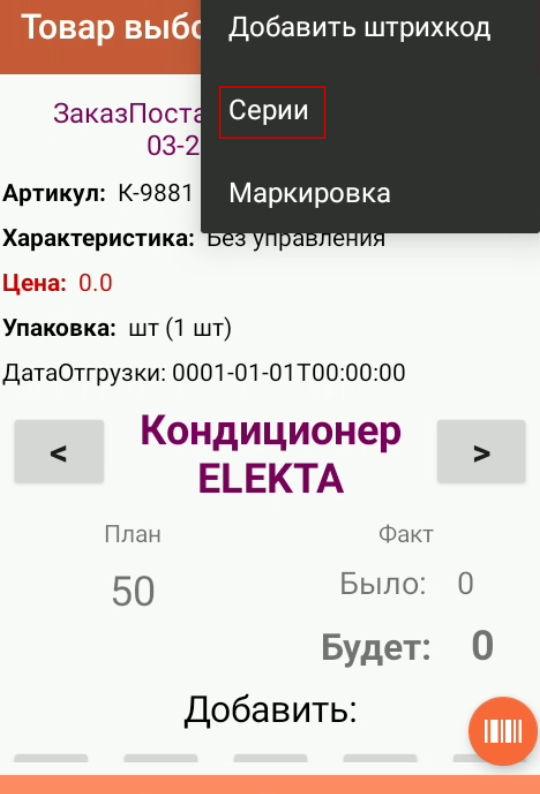 Товар выбо
Добавить штрихкод
Серии
Маркировка
ЗаказПоста
03-2
Артикул: К-9881
Характеристика: Без управления
Цена: 0.0
Упаковка: шт (1 шт)
ДатаОтгрузки: 0001-01-01T00:00:00
<
Кондиционер
ELEKTA
>
План
Факт
50
Было: 0
Будет: 0
Добавить: